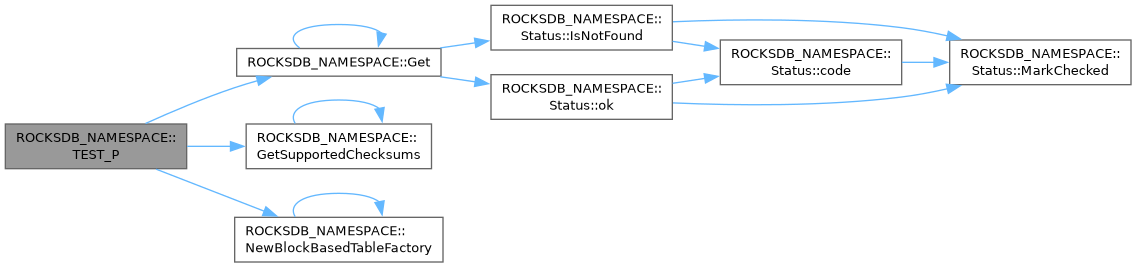 ROCKSDB_NAMESPACE::
TEST_P
ROCKSDB_NAMESPACE::Get
ROCKSDB_NAMESPACE::
GetSupportedChecksums
ROCKSDB_NAMESPACE::
NewBlockBasedTableFactory
ROCKSDB_NAMESPACE::
Status::IsNotFound
ROCKSDB_NAMESPACE::
Status::ok
ROCKSDB_NAMESPACE::
Status::code
ROCKSDB_NAMESPACE::
Status::MarkChecked